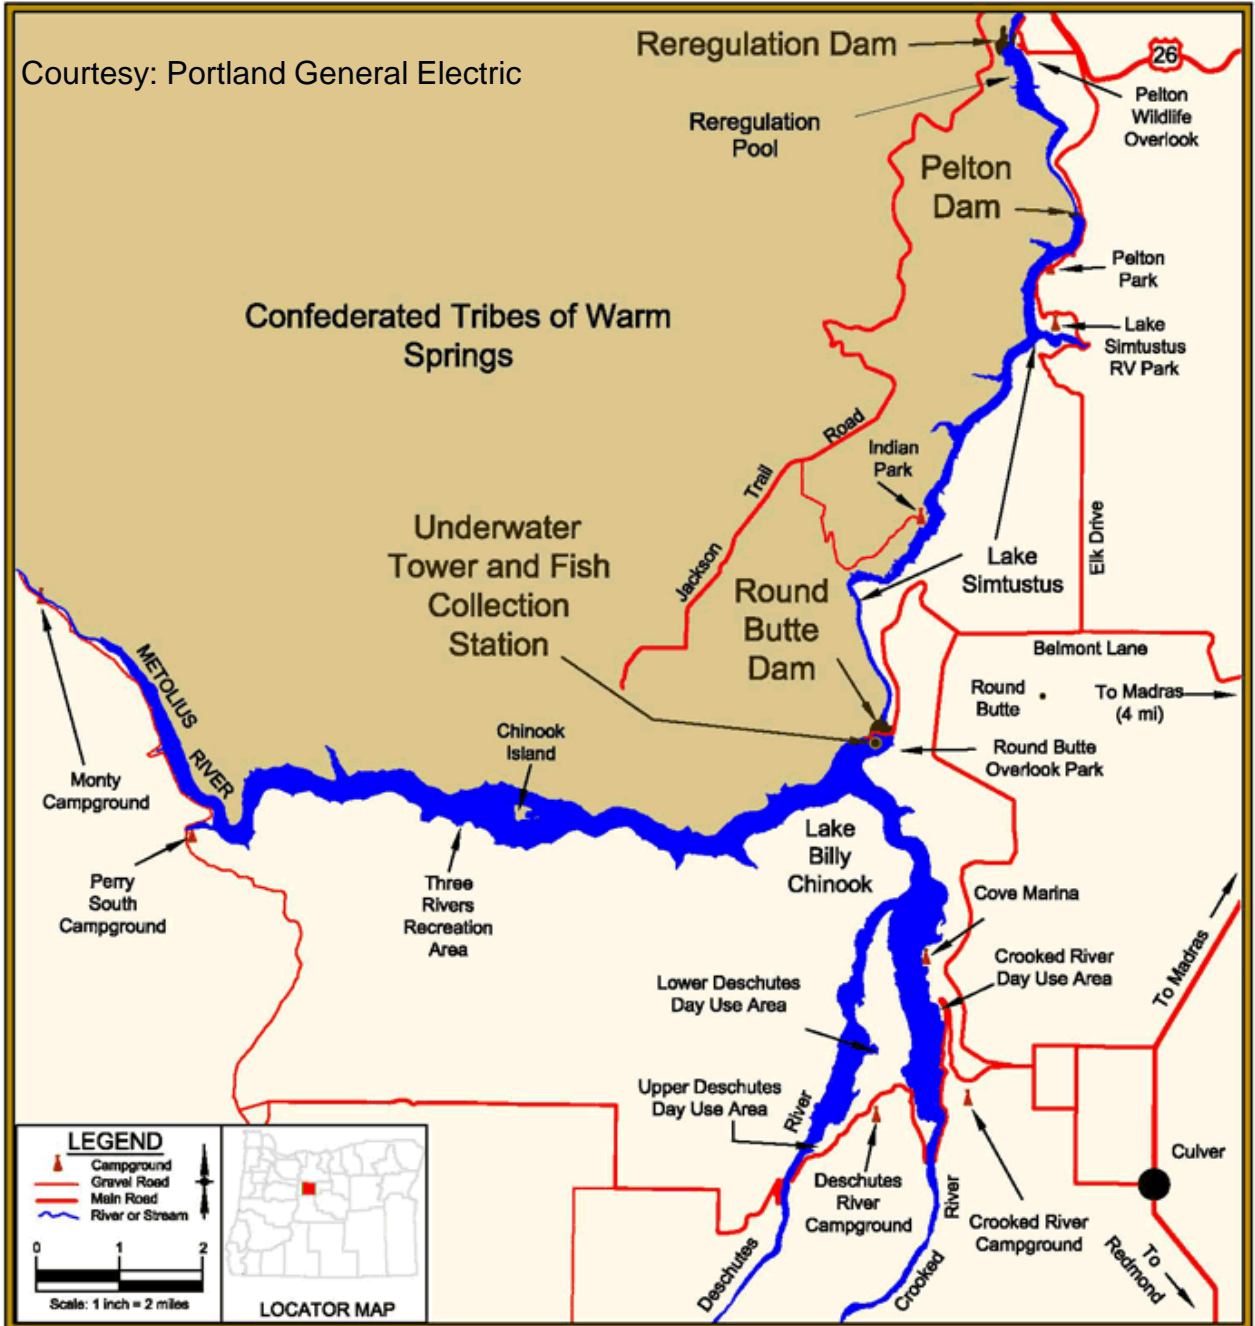 Courtesy: Portland General Electric
Reregulation Dam
26
Pelton
Wildlife
Overlook
Reregulation
Pool
Pelton
Dam
Pelton
Park
Confederated Tribes of Warm
Springs
Lake
Simtustus
RV Park
Road
Indian
Park
Trail
Underwater
Tower and Fish
Collection
Station
Jackson
Elk Drive
Lake
Simtustus
Round
Butte
Dam
Belmont Lane
METOLIUS
RIVER
Round
Butte
To Madras
(4 mi)
Chinook
Island
Round Butte
Overlook Park
Monty
Campground
Lake
Billy
Chinook
Perry
South
Campground
Three
Rivers
Recreation
Area
Cove Marina
Crooked River
Day Use Area
To Madras
Lower Deschutes
Day Use Area
Upper Deschutes
Day Use Area
River
Culver
Deschutes
River
Campground
River
Crooked River
Campground
Deschutes
Crooked
To
Redmond
LEGEND
Campground
Gravel Road
Main Road
River or Stream
0 1 2
Scale: 1 inch = 2 miles
LOCATOR MAP